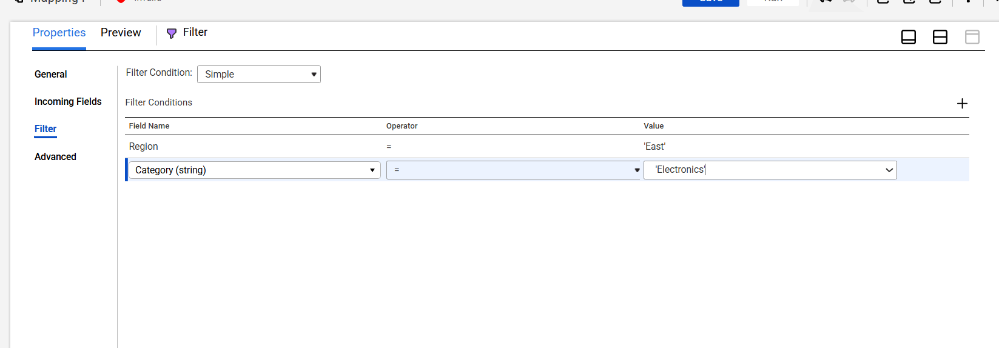 Properties Preview Filter
General
Filter Condition: Simple
Incoming Fields
Filter Conditions
Filter
Field Name Operator Value
Region = 'East'
Advanced
Category (string) = 'Electronics'